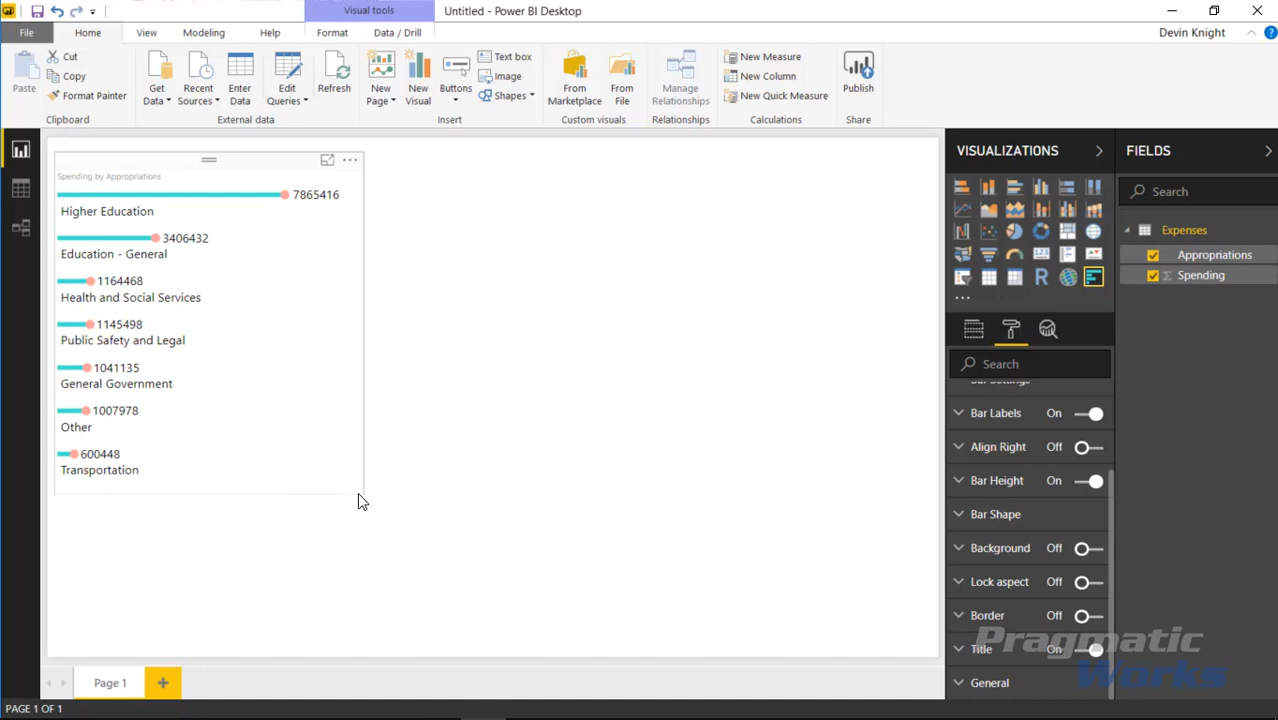 Visual tools
Untitled - Power BI Desktop
File
Home
View
Modeling
Help
Format
Data / Drill
Devin Knight
Paste
Cut
Copy
Format Painter
Clipboard
Get Data
Recent Sources
Enter Data
Edit Queries
Refresh
External data
New Page
New Visual
Buttons
Text box
Image
Shapes
Insert
From Marketplace
From File
Custom visuals
Manage Relationships
Relationships
New Measure
New Column
New Quick Measure
Calculations
Publish
Share
Spending by Appropriations
7865416
Higher Education
3406432
Education - General
1164468
Health and Social Services
1145498
Public Safety and Legal
1041135
General Government
1007978
Other
600448
Transportation
VISUALIZATIONS
R
123
Search
Bar Settings
Bar Labels On
Align Right Off
Bar Height On
Bar Shape
Background Off
Lock aspect Off
Border Off
Title On
General
FIELDS
Search
Expenses
Appropriations
Σ Spending
Pragmatic
Works
Page 1
PAGE 1 OF 1